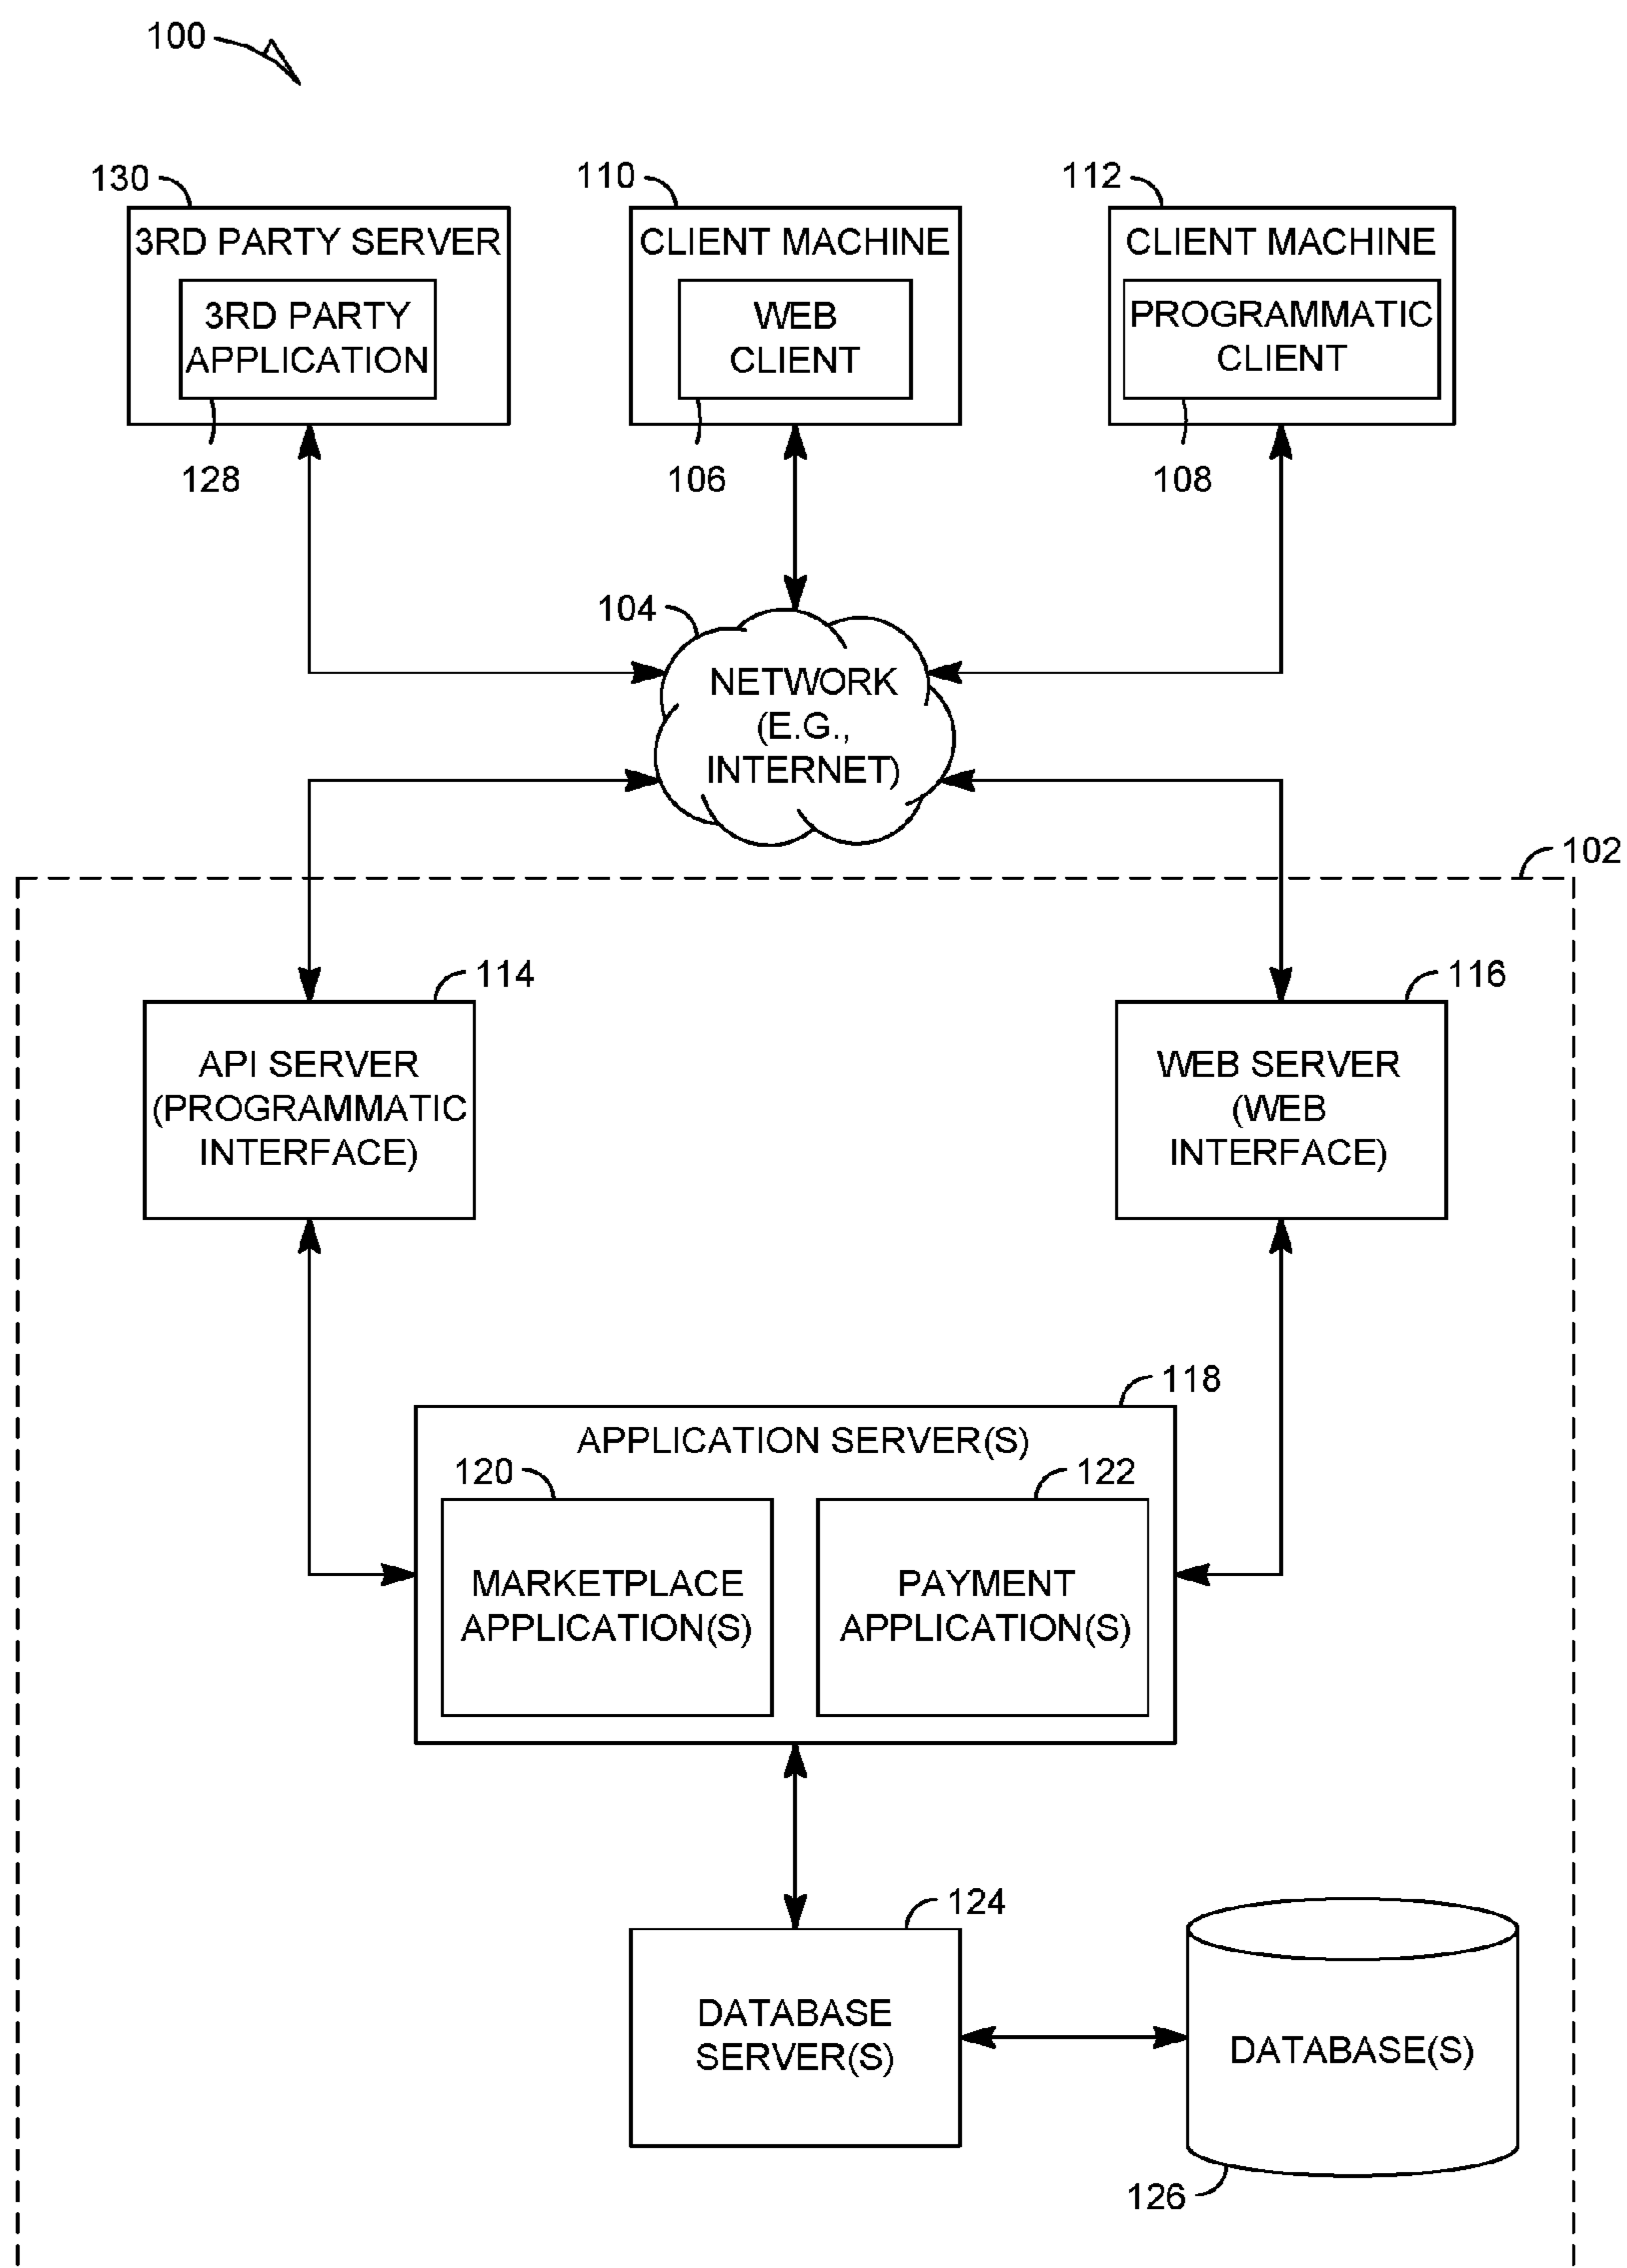 100
130
110
112
3RD PARTY SERVER
3RD PARTY
APPLICATION
128
CLIENT MACHINE
WEB
CLIENT
106
CLIENT MACHINE
PROGRAMMATIC
CLIENT
108
104
NETWORK
(E.G.,
INTERNET)
102
114
API SERVER
(PROGRAMMATIC
INTERFACE)
116
WEB SERVER
(WEB
INTERFACE)
118
APPLICATION SERVER(S)
120
MARKETPLACE
APPLICATION(S)
122
PAYMENT
APPLICATION(S)
124
DATABASE
SERVER(S)
DATABASE(S)
126